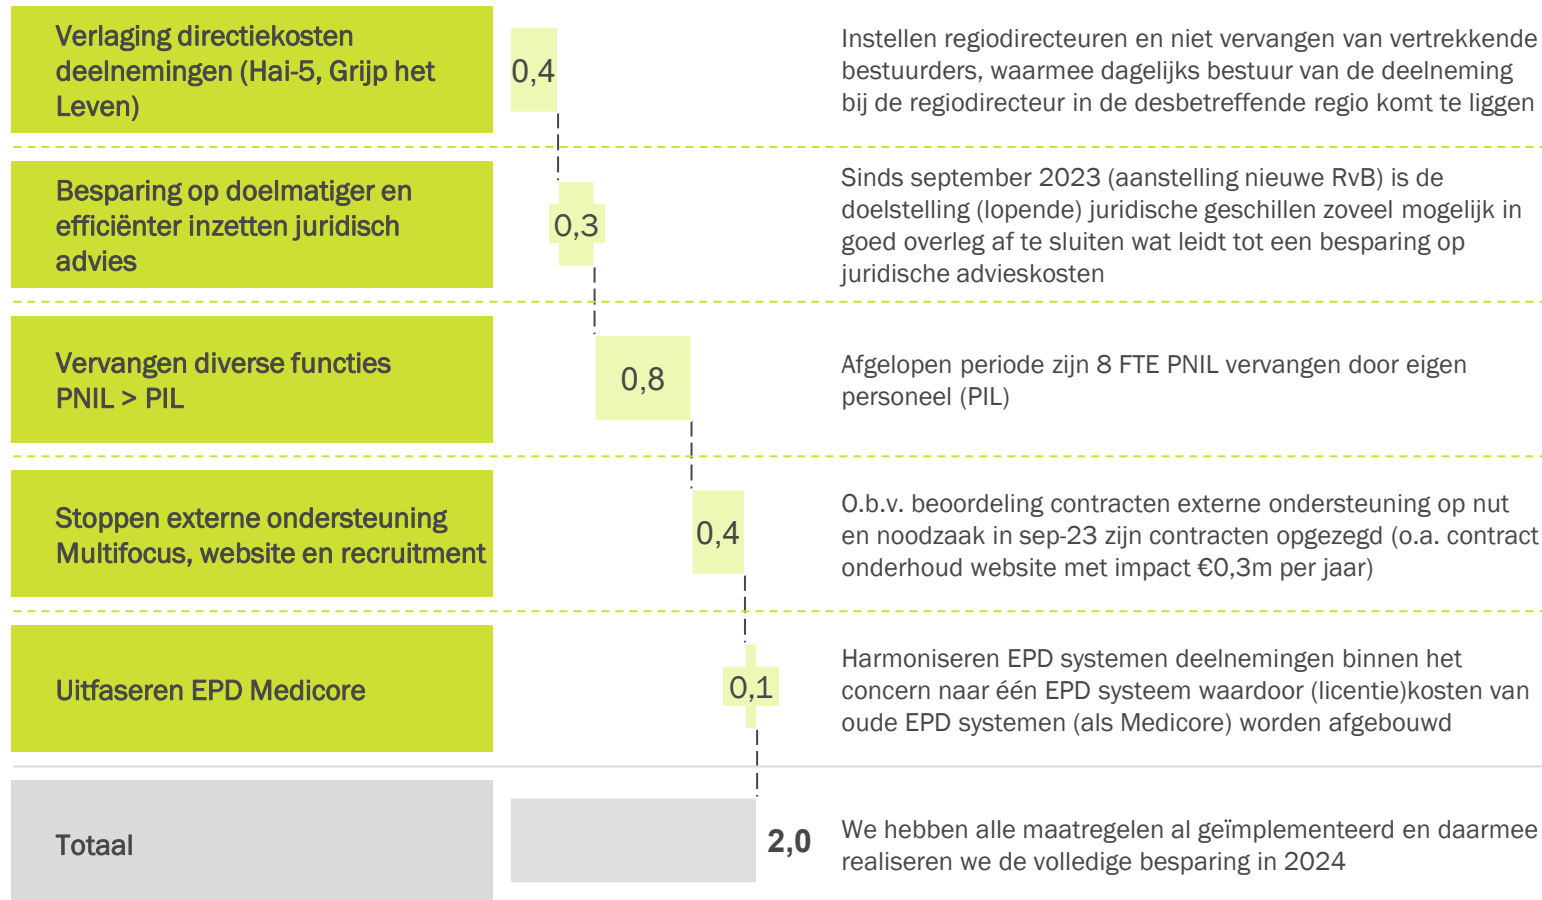 Verlaging directiekosten
deelnemingen (Hai-5, Grijp het
Leven)
0,4
Instellen regiodirecteuren en niet vervangen van vertrekkende
bestuurders, waarmee dagelijks bestuur van de deelneming
bij de regiodirecteur in de desbetreffende regio komt te liggen
Besparing op doelmatiger en
efficiënter inzetten juridisch
advies
0,3
Sinds september 2023 (aanstelling nieuwe RvB) is de
doelstelling (lopende) juridische geschillen zoveel mogelijk in
goed overleg af te sluiten wat leidt tot een besparing op
juridische advieskosten
Vervangen diverse functies
PNIL > PIL
0,8
Afgelopen periode zijn 8 FTE PNIL vervangen door eigen
personeel (PIL)
Stoppen externe ondersteuning
Multifocus, website en recruitment
0,4
O.b.v. beoordeling contracten externe ondersteuning op nut
en noodzaak in sep-23 zijn contracten opgezegd (o.a. contract
onderhoud website met impact €0,3m per jaar)
Uitfaseren EPD Medicore
0,1
Harmoniseren EPD systemen deelnemingen binnen het
concern naar één EPD systeem waardoor (licentie)kosten van
oude EPD systemen (als Medicore) worden afgebouwd
Totaal
2,0
We hebben alle maatregelen al geïmplementeerd en daarmee
realiseren we de volledige besparing in 2024